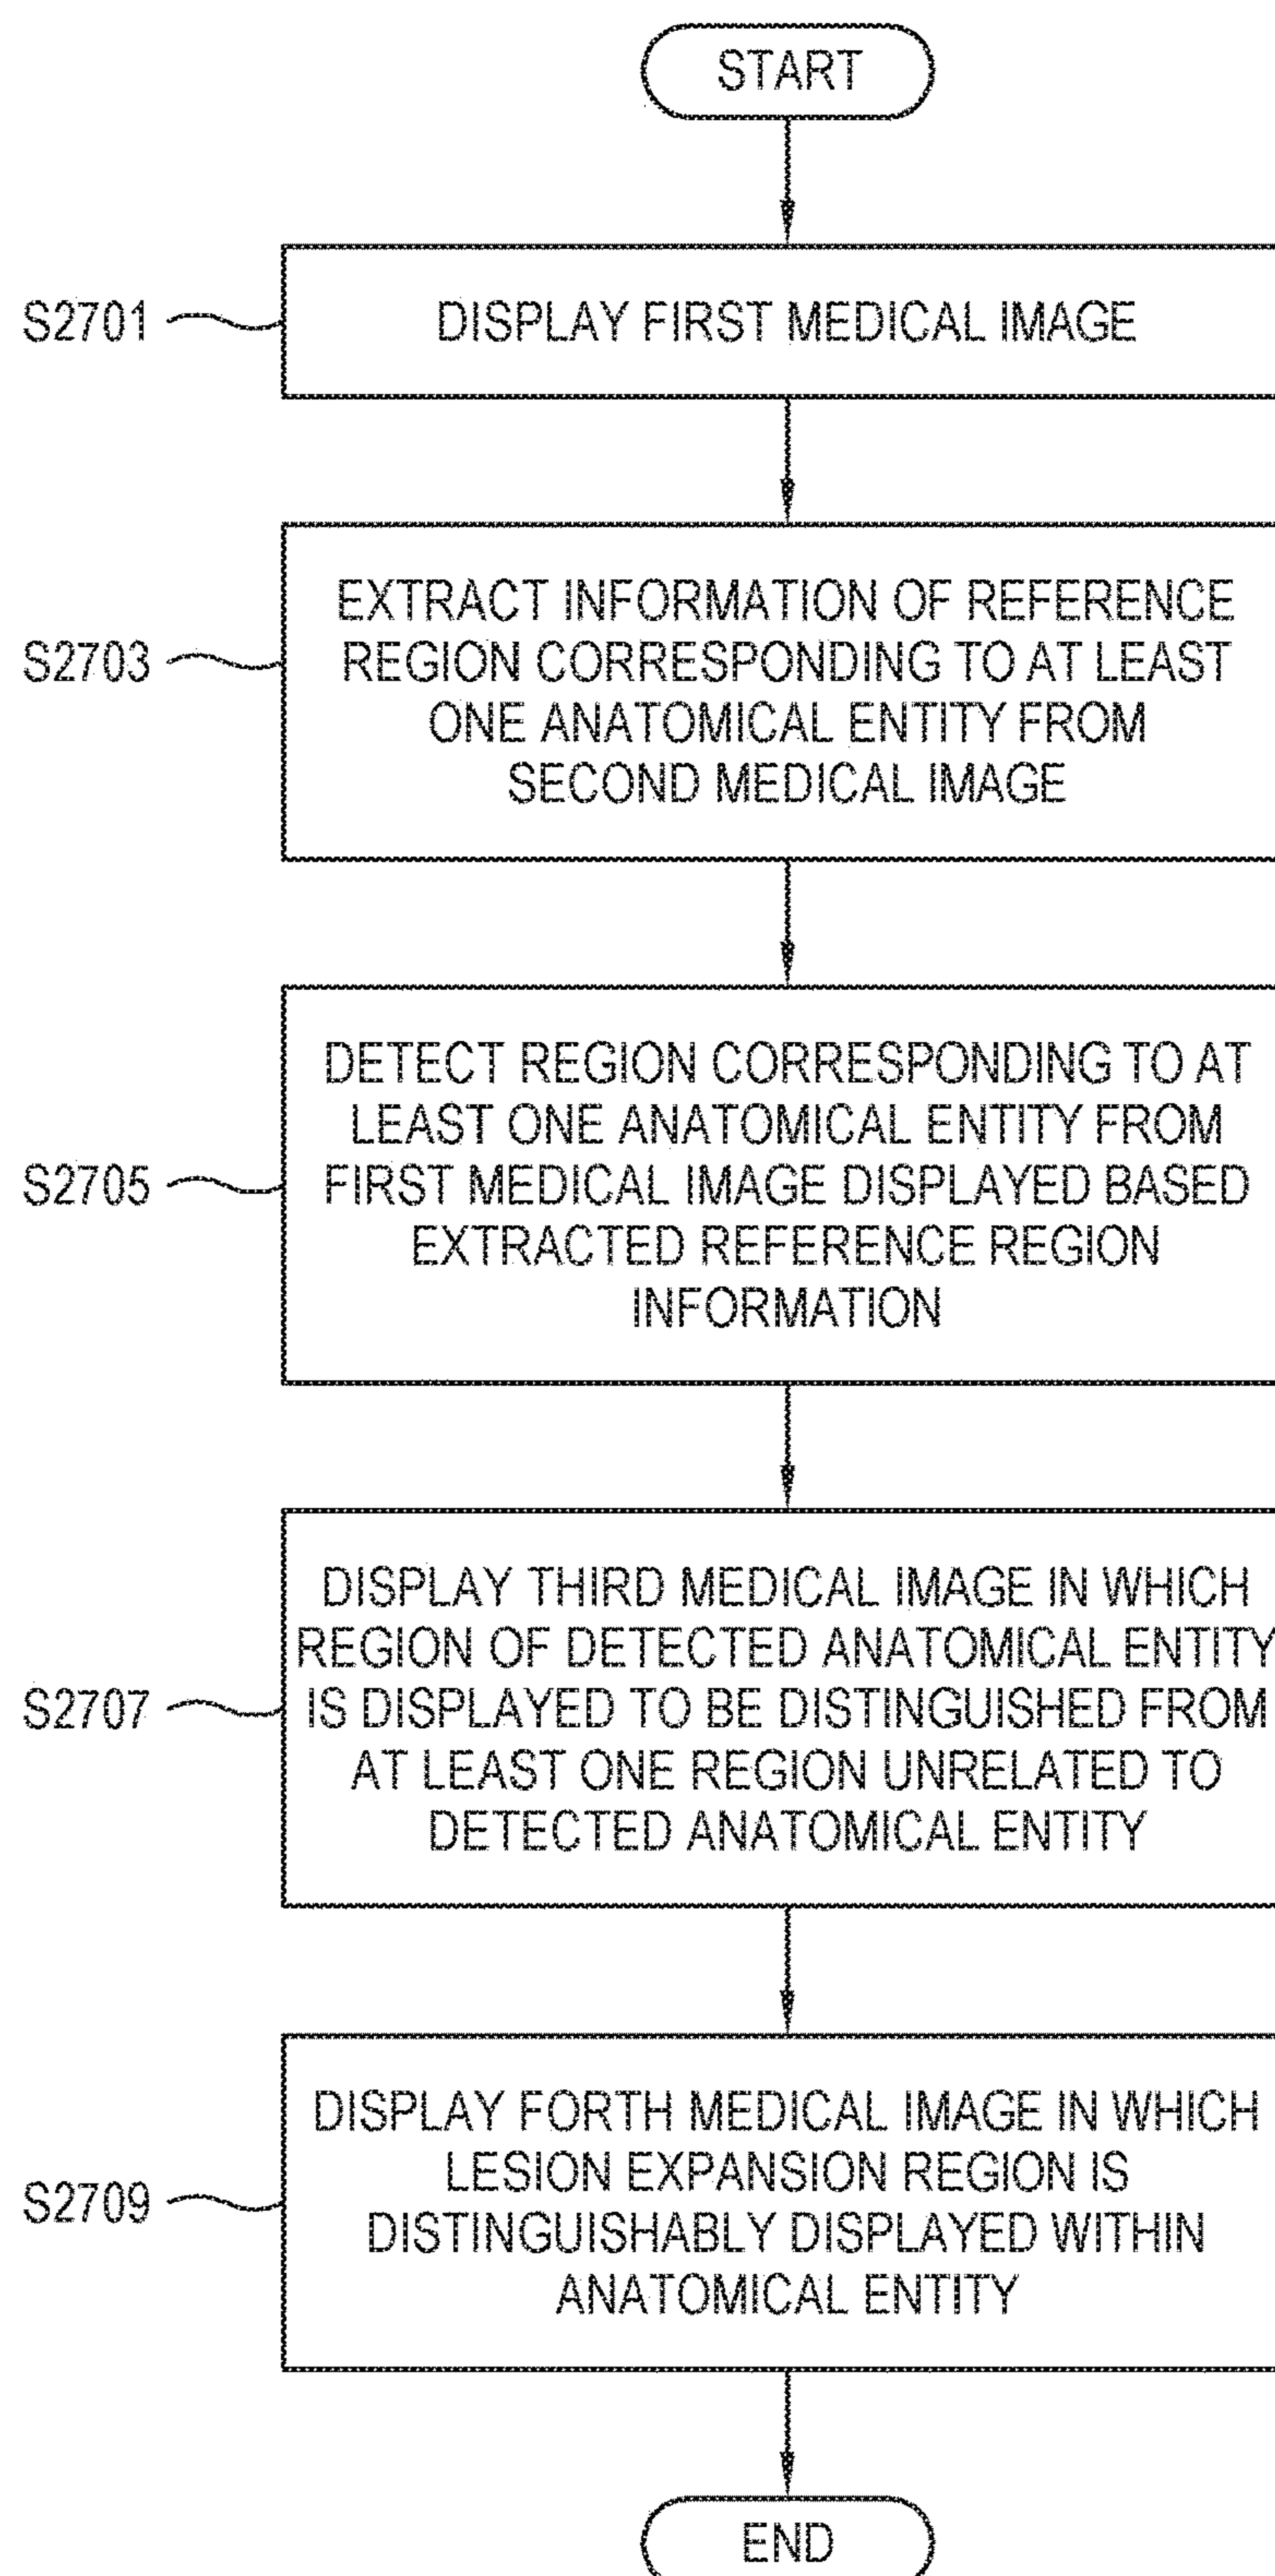 START
S2701
DISPLAY FIRST MEDICAL IMAGE
S2703
EXTRACT INFORMATION OF REFERENCE
REGION CORRESPONDING TO AT LEAST
ONE ANATOMICAL ENTITY FROM
SECOND MEDICAL IMAGE
S2705
DETECT REGION CORRESPONDING TO AT
LEAST ONE ANATOMICAL ENTITY FROM
FIRST MEDICAL IMAGE DISPLAYED BASED
EXTRACTED REFERENCE REGION
INFORMATION
S2707
DISPLAY THIRD MEDICAL IMAGE IN WHICH
REGION OF DETECTED ANATOMICAL ENTITY
IS DISPLAYED TO BE DISTINGUISHED FROM
AT LEAST ONE REGION UNRELATED TO
DETECTED ANATOMICAL ENTITY
S2709
DISPLAY FORTH MEDICAL IMAGE IN WHICH
LESION EXPANSION REGION IS
DISTINGUISHABLY DISPLAYED WITHIN
ANATOMICAL ENTITY
END